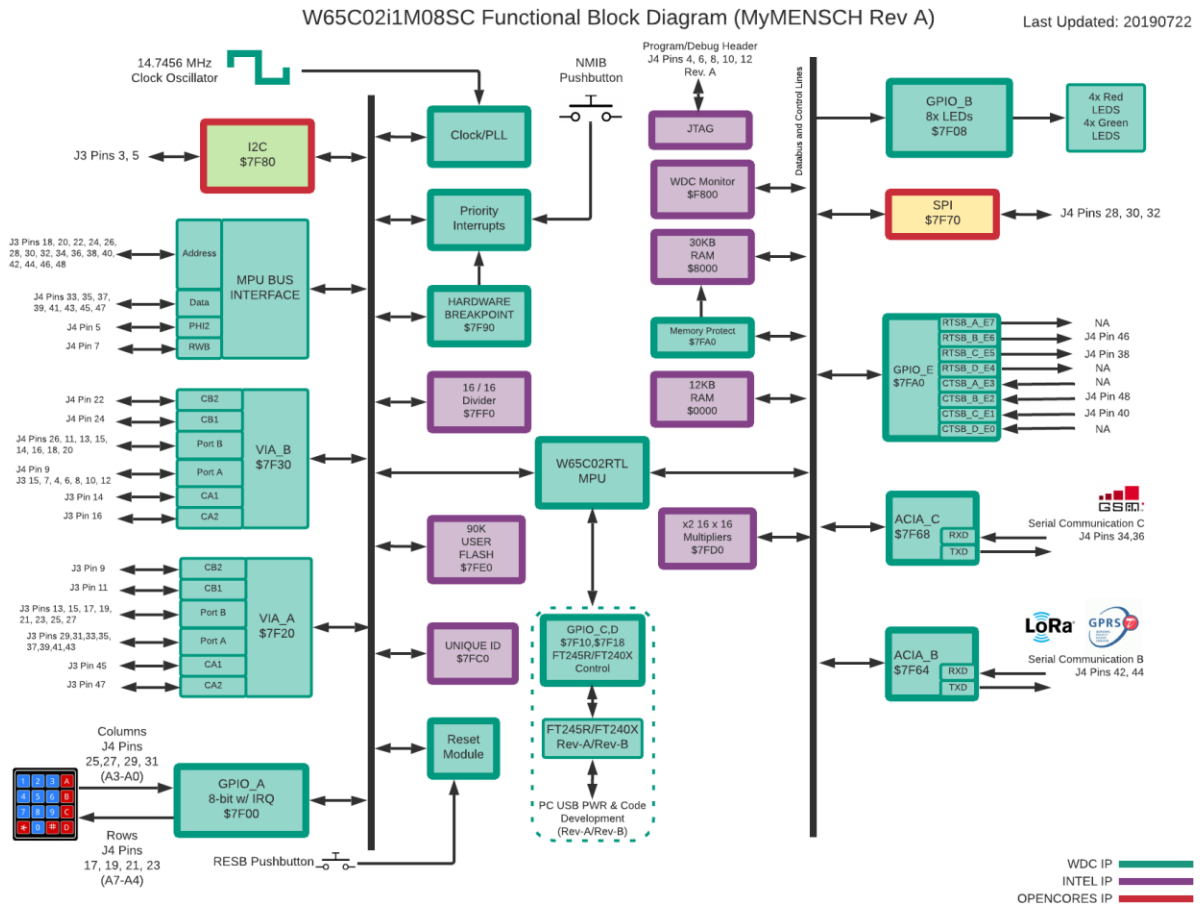 W65C02i1M08SC Functional Block Diagram (MyMENSCH Rev A)
Last Updated: 20190722
14.7456 MHz
Clock Oscillator
NMIB
Pushbutton
Program/Debug Header
J4 Pins 4, 6, 8, 10, 12
Rev. A
Databus and Control Lines
J3 Pins 3, 5
I2C
$7F80
Clock/PLL
JTAG
GPIO_B
8x LEDs
$7F08
4x Red
LEDS
4x Green
LEDS
WDC Monitor
$F800
SPI
$7F70
J4 Pins 28, 30, 32
Priority
Interrupts
J3 Pins 18, 20, 22, 24, 26,
28, 30, 32, 34, 36, 38, 40,
42, 44, 46, 48
Address
MPU BUS
INTERFACE
J4 Pins 33, 35, 37,
39, 41, 43, 45, 47
Data
J4 Pin 5
PHI2
J4 Pin 7
RWB
30KB
RAM
$8000
HARDWARE
BREAKPOINT
$7F90
Memory Protect
$7FA0
GPIO_E
$7FA0
RTSB_A_E7
NA
RTSB_B_E6
J4 Pin 46
RTSB_C_E5
J4 Pin 38
RTSB_D_E4
NA
CTSB_A_E3
NA
CTSB_B_E2
J4 Pin 48
CTSB_C_E1
J4 Pin 40
CTSB_D_E0
NA
16 / 16
Divider
$7FF0
12KB
RAM
$0000
J4 Pin 22
CB2
J4 Pin 24
CB1
J4 Pins 26, 11, 13, 15,
14, 16, 18, 20
Port B
VIA_B
$7F30
J4 Pin 9
J3 15, 7, 4, 6, 8, 10, 12
Port A
J3 Pin 14
CA1
J3 Pin 16
CA2
W65C02RTL
MPU
90K
USER
FLASH
$7FE0
x2 16 x 16
Multipliers
$7FD0
ACIA_C
$7F68
RXD
TXD
GSM
Serial Communication C
J4 Pins 34,36
J3 Pin 9
CB2
J3 Pin 11
CB1
J3 Pins 13, 15, 17, 19,
21, 23, 25, 27
Port B
VIA_A
$7F20
J3 Pins 29,31,33,35,
37,39,41,43
Port A
J3 Pin 45
CA1
J3 Pin 47
CA2
UNIQUE ID
$7FC0
GPIO_C,D
$7F10,$7F18
FT245R/FT240X
Control
LoRa
GPRS
Serial Communication B
J4 Pins 42, 44
ACIA_B
$7F64
RXD
TXD
FT245R/FT240X
Rev-A/Rev-B
PC USB PWR & Code
Development
(Rev-A/Rev-B)
Reset
Module
Columns
J4 Pins
25,27, 29, 31
(A3-A0)
1 2 3 A
4 5 6 B
7 8 9 C
* 0 # D
GPIO_A
8-bit w/ IRQ
$7F00
Rows
J4 Pins
17, 19, 21, 23
(A7-A4)
RESB Pushbutton
WDC IP
INTEL IP
OPENCORES IP